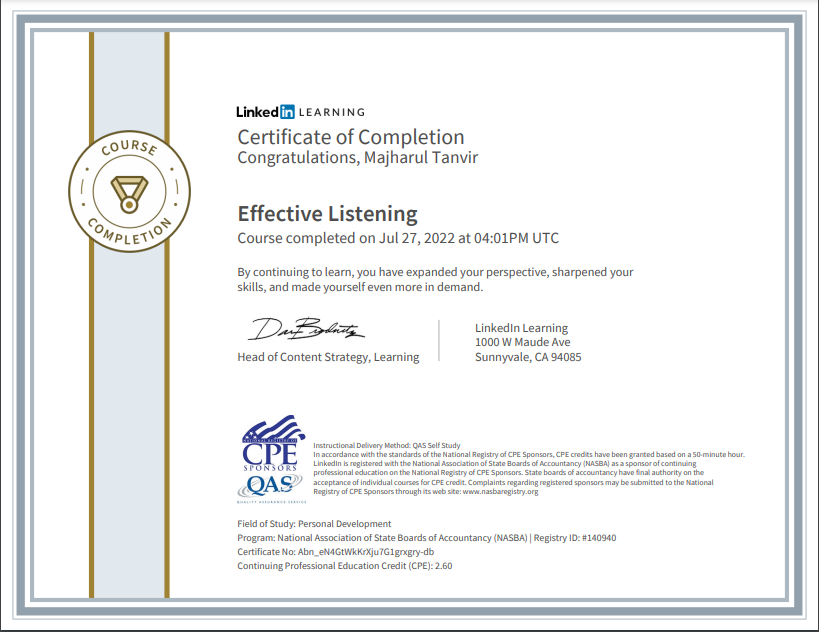 COURSE
COMPLETION
Linked in LEARNING
Certificate of Completion
Congratulations, Majharul Tanvir
Effective Listening
Course completed on Jul 27, 2022 at 04:01PM UTC
By continuing to learn, you have expanded your perspective, sharpened your
skills, and made yourself even more in demand.
Head of Content Strategy, Learning
LinkedIn Learning
1000 W Maude Ave
Sunnyvale, CA 94085
NATIONAL REGISTRY OF
CPE
SPONSORS
QAS
QUALITY ASSURANCE SERVICE
Instructional Delivery Method: QAS Self Study
In accordance with the standards of the National Registry of CPE Sponsors, CPE credits have been granted based on a 50-minute hour.
LinkedIn is registered with the National Association of State Boards of Accountancy (NASBA) as a sponsor of continuing
professional education on the National Registry of CPE Sponsors. State boards of accountancy have final authority on the
acceptance of individual courses for CPE credit. Complaints regarding registered sponsors may be submitted to the National
Registry of CPE Sponsors through its web site: www.nasbaregistry.org
Field of Study: Personal Development
Program: National Association of State Boards of Accountancy (NASBA) | Registry ID: #140940
Certificate No: Abn_eN4GtWkKrXju7G1grxgry-db
Continuing Professional Education Credit (CPE): 2.60